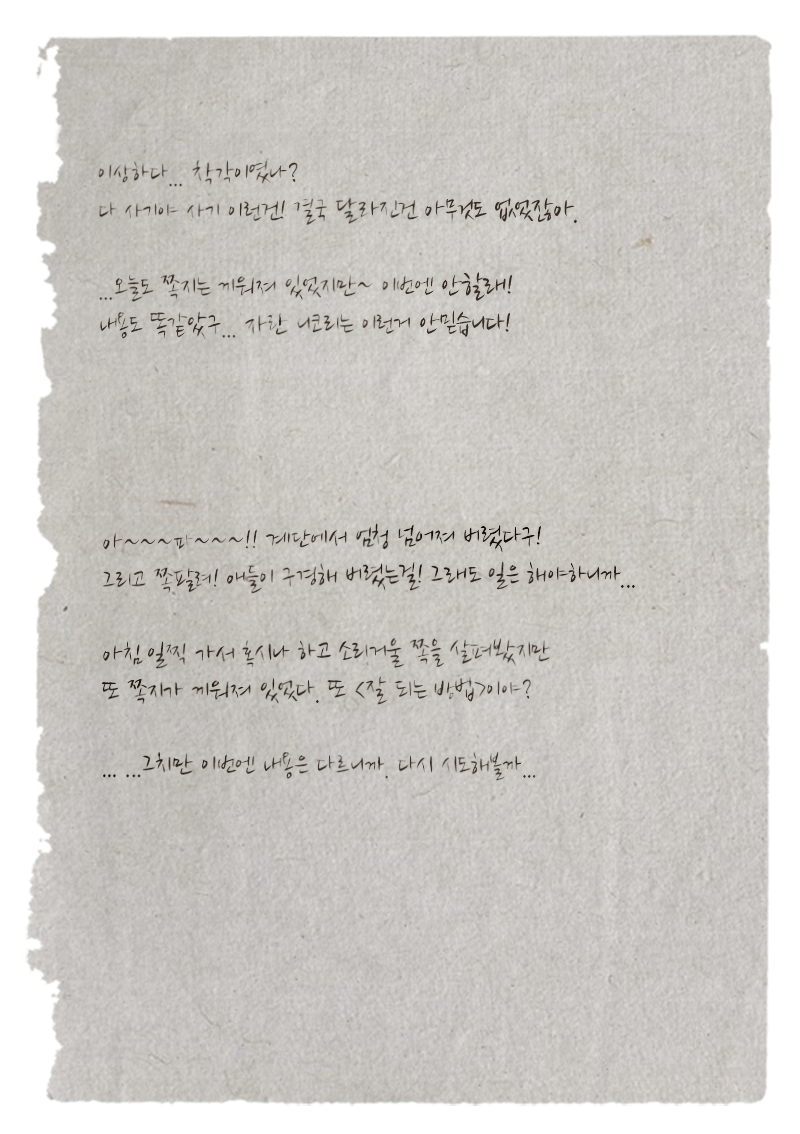 이상하다... 착각이였나?
다 사기야 사기 이런건! 결국 달라진건 아무것도 없었잖아.
...오늘도 쪽지는 끼워져 있었지만~ 이번엔 안할래!
내용도 똑같았구... 자란 니코리는 이런거 안믿습니다!
아~~~파~~~!! 계단에서 엄청 넘어져 버렸다구!
그리고 쪽팔려! 애들이 구경해 버렸는걸! 그래도 일은 해야하니까...
아침 일찍 가서 혹시나 하고 소리거울 쪽을 살펴봤지만
또 쪽지가 끼워져 있었다. 또 <잘 되는 방법>이야?
... ...그치만 이번엔 내용은 다르니까. 다시 시도해볼까...